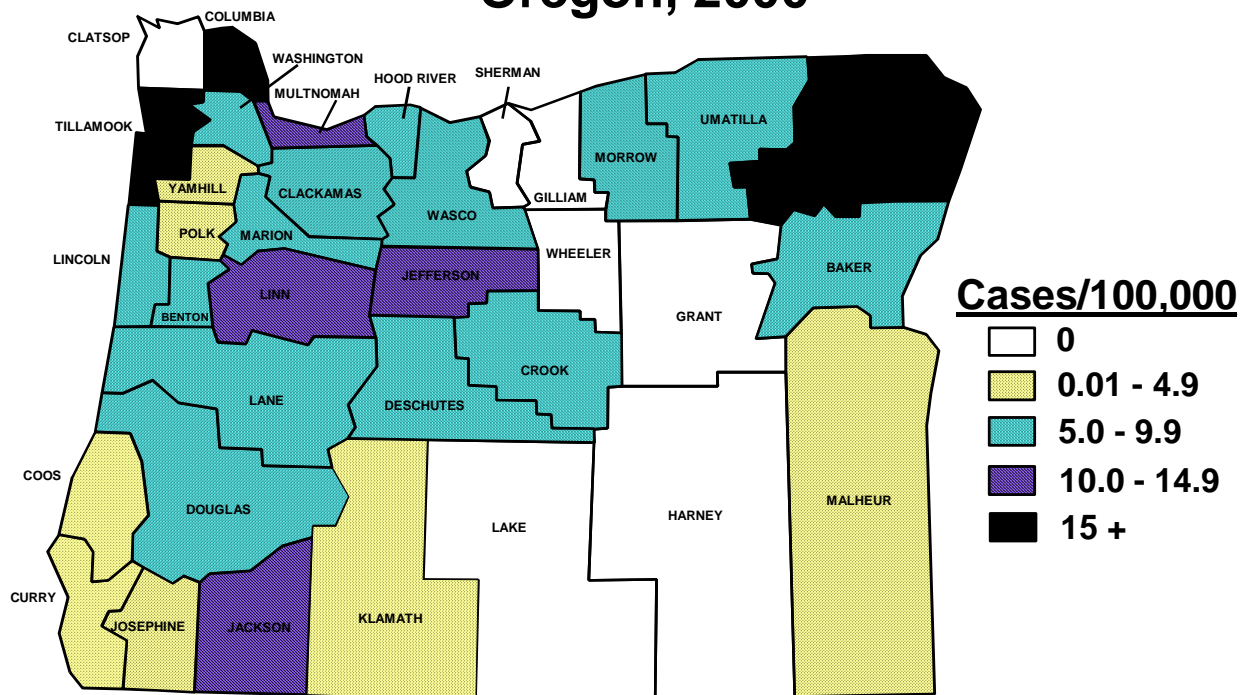 Oregon,
COLUMBIA
CLATSOP
WASHINGTON
HOOD RIVER
SHERMAN
MULTNOMAH
TILLAMOOK
UMATILLA
MORROW
YAMHILL
CLACKAMAS
GILLIAM
WASCO
POLK
MARION
LINCOLN
WHEELER
JEFFERSON
BAKER
LINN
BENTON
GRANT
CROOK
LANE
DESCHUTES
COOS
DOUGLAS
LAKE
HARNEY
MALHEUR
CURRY
JOSEPHINE
JACKSON
KLAMATH
Cases/100,000
0
0.01 - 4.9
5.0 - 9.9
10.0 - 14.9
15 +